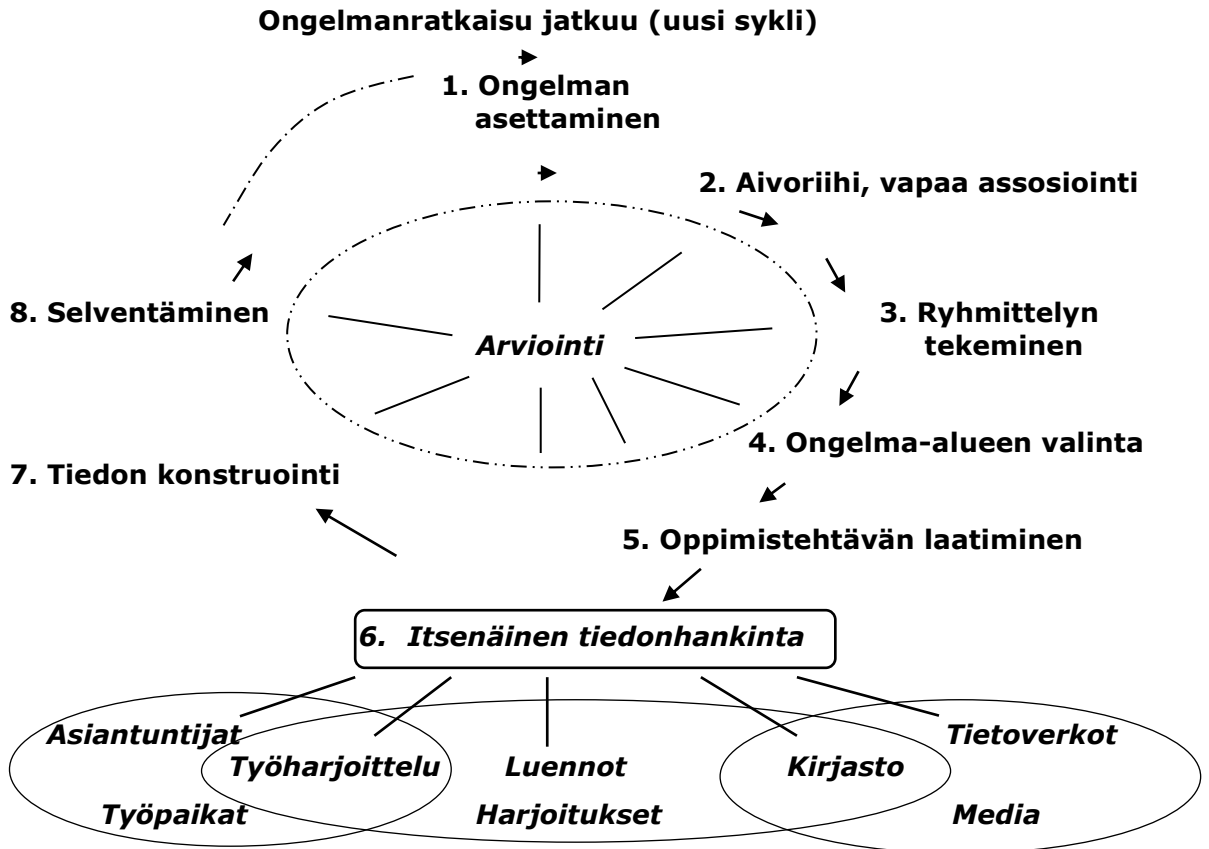 Ongelmanratkaisu jatkuu (uusi sykli)
1. Ongelman
asettaminen
2. Aivoriihi, vapaa assosiointi
8. Selventäminen
3. Ryhmittelyn
tekeminen
Arviointi
4. Ongelma-alueen valinta
7. Tiedon konstruointi
5. Oppimistehtävän laatiminen
6. Itsenäinen tiedonhankinta
Asiantuntijat
Tietoverkot
Työharjoittelu
Luennot
Kirjasto
Työpaikat
Harjoitukset
Media